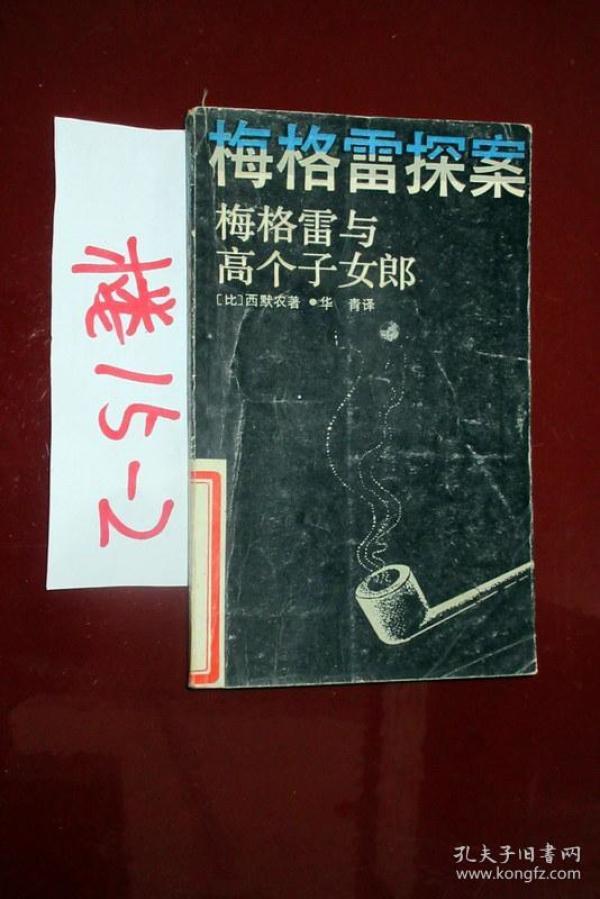 梅格雷探案
梅格雷与
高个子女郎
[比]西默农著•华 青译
楼15-2
孔夫子旧书网
www.kongfz.com